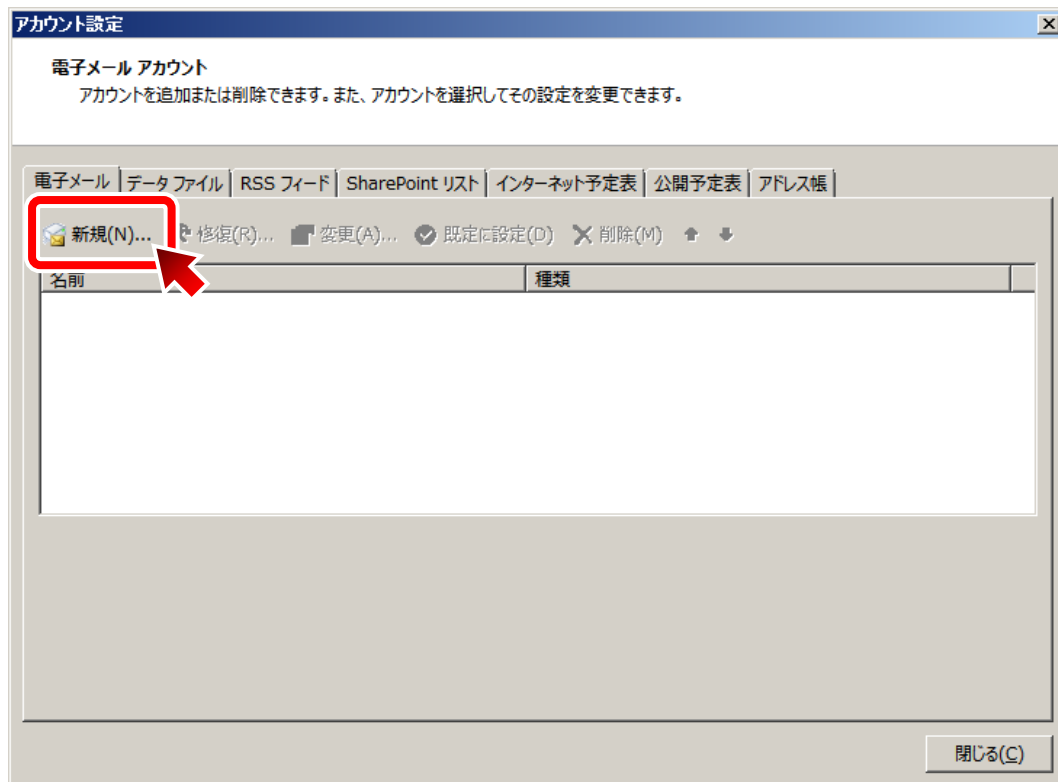 アカウント設定
電子メール アカウント
アカウントを追加または削除できます。また、アカウントを選択してその設定を変更できます。
電子メール データ ファイル RSS フィード SharePoint リスト インターネット予定表 公開予定表 アドレス帳
新規(N)... 修復(R)... 変更(A)... 既定に設定(D) 削除(M)
名前 種類
閉じる(C)